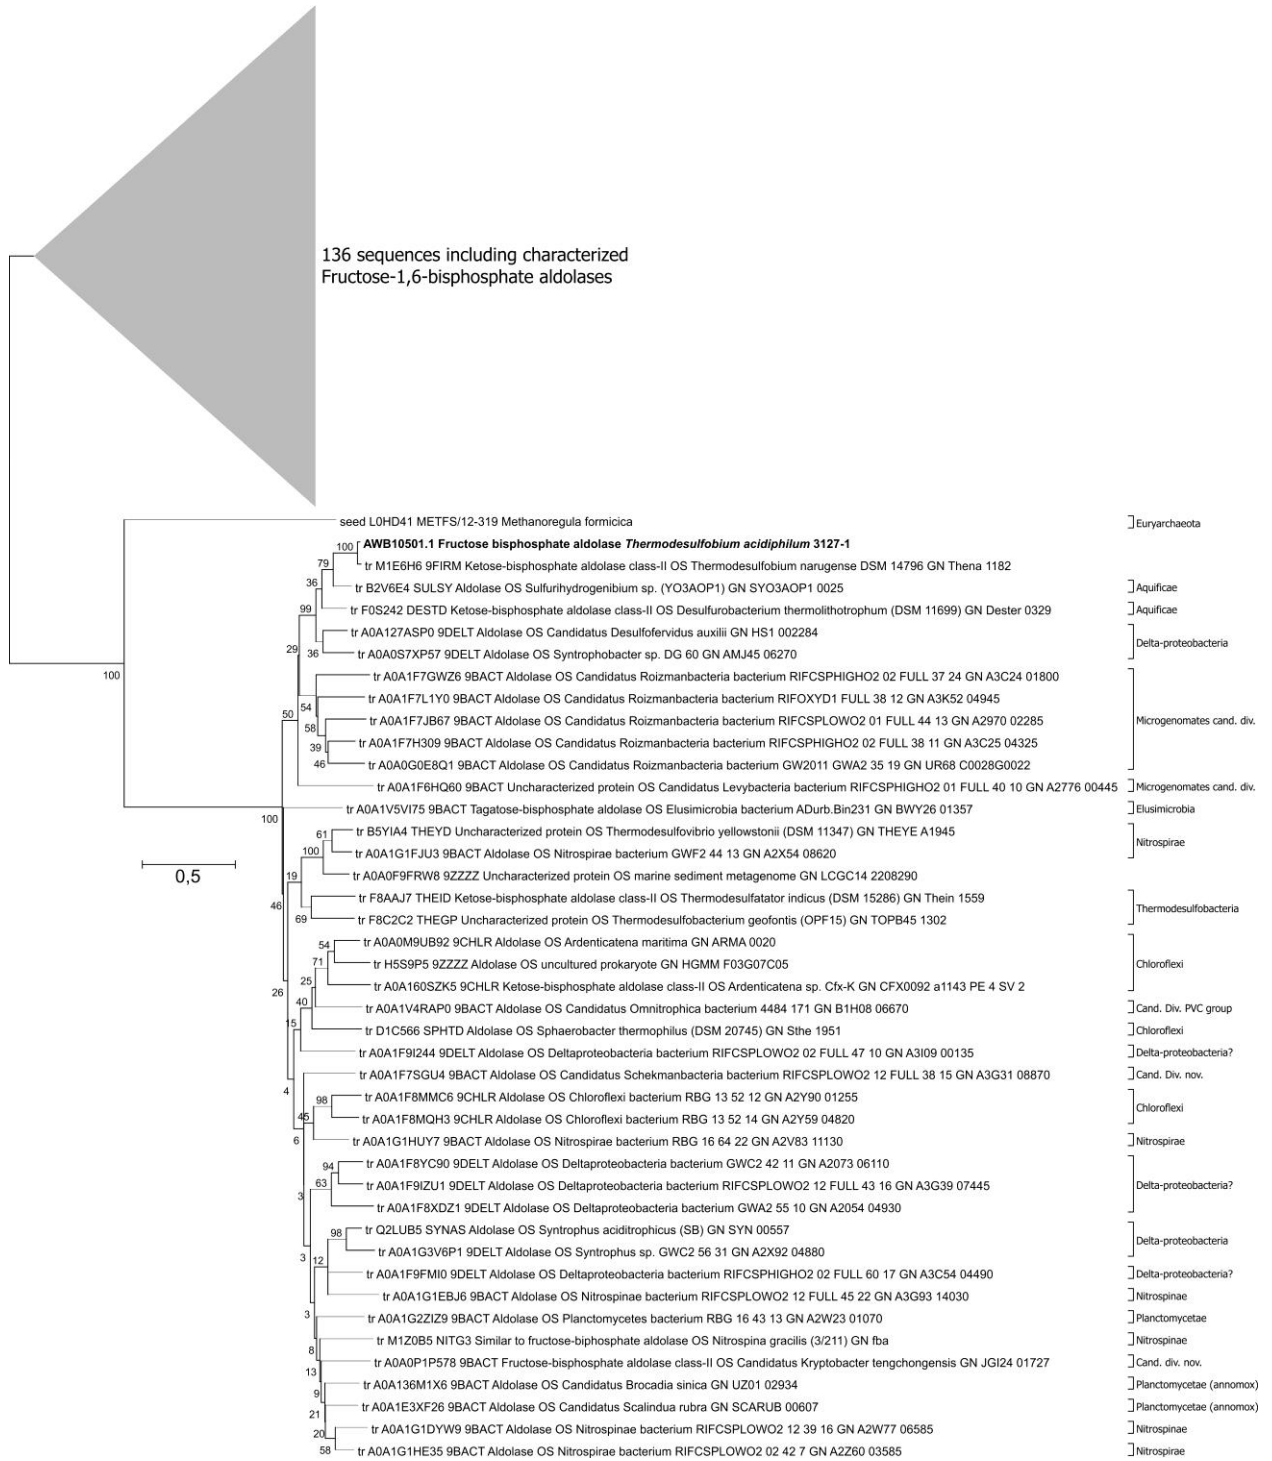 136 sequences including characterized
Fructose-1,6-bisphosphate aldolases
seed L0HD41 METFS/12-319 Methanoregula formicica
Euryarchaeota
AWB10501.1 Fructose bisphosphate aldolase Thermodesulfobium acidiphilum 3127-1
100
tr M1E6H6 9FIRM Ketose-bisphosphate aldolase class-II OS Thermodesulfobium narugense DSM 14796 GN Thena 1182
79
tr B2V6E4 SULSY Aldolase OS Sulfurihydrogenibium sp. (YO3AOP1) GN SYO3AOP1 0025
Aquificae
36
tr F0S242 DESTD Ketose-bisphosphate aldolase class-II OS Desulfurobacterium thermolithotrophum (DSM 11699) GN Dester 0329
Aquificae
99
tr A0A127ASP0 9DELT Aldolase OS Candidatus Desulfofervidus auxilii GN HS1 002284
Delta-proteobacteria
29
36
tr A0A0S7XP57 9DELT Aldolase OS Syntrophobacter sp. DG 60 GN AMJ45 06270
100
tr A0A1F7GWZ6 9BACT Aldolase OS Candidatus Roizmanbacteria bacterium RIFCSPHIGHO2 02 FULL 37 24 GN A3C24 01800
tr A0A1F7L1Y0 9BACT Aldolase OS Candidatus Roizmanbacteria bacterium RIFOXYD1 FULL 38 12 GN A3K52 04945
54
50
tr A0A1F7JB67 9BACT Aldolase OS Candidatus Roizmanbacteria bacterium RIFCSPLOWO2 01 FULL 44 13 GN A2970 02285
Microgenomates cand. div.
58
tr A0A1F7H309 9BACT Aldolase OS Candidatus Roizmanbacteria bacterium RIFCSPHIGHO2 02 FULL 38 11 GN A3C25 04325
39
tr A0A0G0E8Q1 9BACT Aldolase OS Candidatus Roizmanbacteria bacterium GW2011 GWA2 35 19 GN UR68 C0028G0022
46
tr A0A1F6HQ60 9BACT Uncharacterized protein OS Candidatus Levybacteria bacterium RIFCSPHIGHO2 01 FULL 40 10 GN A2776 00445
Microgenomates cand. div.
tr A0A1V5VI75 9BACT Tagatose-bisphosphate aldolase OS Elusimicrobia bacterium ADurb.Bin231 GN BWY26 01357
Elusimicrobia
100
tr B5YIA4 THEYD Uncharacterized protein OS Thermodesulfovibrio yellowstonii (DSM 11347) GN THEYE A1945
61
Nitrospirae
100
tr A0A1G1FJU3 9BACT Aldolase OS Nitrospirae bacterium GWF2 44 13 GN A2X54 08620
0,5
19
tr A0A0F9FRW8 9ZZZZ Uncharacterized protein OS marine sediment metagenome GN LCGC14 2208290
tr F8AAJ7 THEID Ketose-bisphosphate aldolase class-II OS Thermodesulfatator indicus (DSM 15286) GN Thein 1559
46
Thermodesulfobacteria
69
tr F8C2C2 THEGP Uncharacterized protein OS Thermodesulfobacterium geofontis (OPF15) GN TOPB45 1302
54
tr A0A0M9UB92 9CHLR Aldolase OS Ardenticatena maritima GN ARMA 0020
71
tr H5S9P5 9ZZZZ Aldolase OS uncultured prokaryote GN HGMM F03G07C05
Chloroflexi
25
tr A0A160SZK5 9CHLR Ketose-bisphosphate aldolase class-II OS Ardenticatena sp. Cfx-K GN CFX0092 a1143 PE 4 SV 2
26
40
tr A0A1V4RAP0 9BACT Aldolase OS Candidatus Omnitrophica bacterium 4484 171 GN B1H08 06670
Cand. Div. PVC group
15
tr D1C566 SPHTD Aldolase OS Sphaerobacter thermophilus (DSM 20745) GN Sthe 1951
Chloroflexi
tr A0A1F9I244 9DELT Aldolase OS Deltaproteobacteria bacterium RIFCSPLOWO2 02 FULL 47 10 GN A3I09 00135
Delta-proteobacteria?
tr A0A1F7SGU4 9BACT Aldolase OS Candidatus Schekmanbacteria bacterium RIFCSPLOWO2 12 FULL 38 15 GN A3G31 08870
Cand. Div. nov.
4
98
tr A0A1F8MMC6 9CHLR Aldolase OS Chloroflexi bacterium RBG 13 52 12 GN A2Y90 01255
Chloroflexi
45
tr A0A1F8MQH3 9CHLR Aldolase OS Chloroflexi bacterium RBG 13 52 14 GN A2Y59 04820
6
tr A0A1G1HUY7 9BACT Aldolase OS Nitrospirae bacterium RBG 16 64 22 GN A2V83 11130
Nitrospirae
94
tr A0A1F8YC90 9DELT Aldolase OS Deltaproteobacteria bacterium GWC2 42 11 GN A2073 06110
63
tr A0A1F9IZU1 9DELT Aldolase OS Deltaproteobacteria bacterium RIFCSPLOWO2 12 FULL 43 16 GN A3G39 07445
Delta-proteobacteria?
3
tr A0A1F8XDZ1 9DELT Aldolase OS Deltaproteobacteria bacterium GWA2 55 10 GN A2054 04930
98
tr Q2LUB5 SYNAS Aldolase OS Syntrophus aciditrophicus (SB) GN SYN 00557
Delta-proteobacteria
tr A0A1G3V6P1 9DELT Aldolase OS Syntrophus sp. GWC2 56 31 GN A2X92 04880
3
12
tr A0A1F9FMI0 9DELT Aldolase OS Deltaproteobacteria bacterium RIFCSPHIGHO2 02 FULL 60 17 GN A3C54 04490
Delta-proteobacteria?
tr A0A1G1EBJ6 9BACT Aldolase OS Nitrospinae bacterium RIFCSPLOWO2 12 FULL 45 22 GN A3G93 14030
Nitrospinae
3
tr A0A1G2ZIZ9 9BACT Aldolase OS Planctomycetes bacterium RBG 16 43 13 GN A2W23 01070
Planctomycetae
tr M1Z0B5 NITG3 Similar to fructose-biphosphate aldolase OS Nitrospina gracilis (3/211) GN fba
Nitrospinae
8
tr A0A0P1P578 9BACT Fructose-bisphosphate aldolase class-II OS Candidatus Kryptobacter tengchongensis GN JGI24 01727
Cand. div. nov.
13
tr A0A136M1X6 9BACT Aldolase OS Candidatus Brocadia sinica GN UZ01 02934
Planctomycetae (annomox)
9
tr A0A1E3XF26 9BACT Aldolase OS Candidatus Scalindua rubra GN SCARUB 00607
Planctomycetae (annomox)
21
tr A0A1G1DYW9 9BACT Aldolase OS Nitrospinae bacterium RIFCSPLOWO2 12 39 16 GN A2W77 06585
Nitrospinae
20
tr A0A1G1HE35 9BACT Aldolase OS Nitrospirae bacterium RIFCSPLOWO2 02 42 7 GN A2Z60 03585
Nitrospirae
58